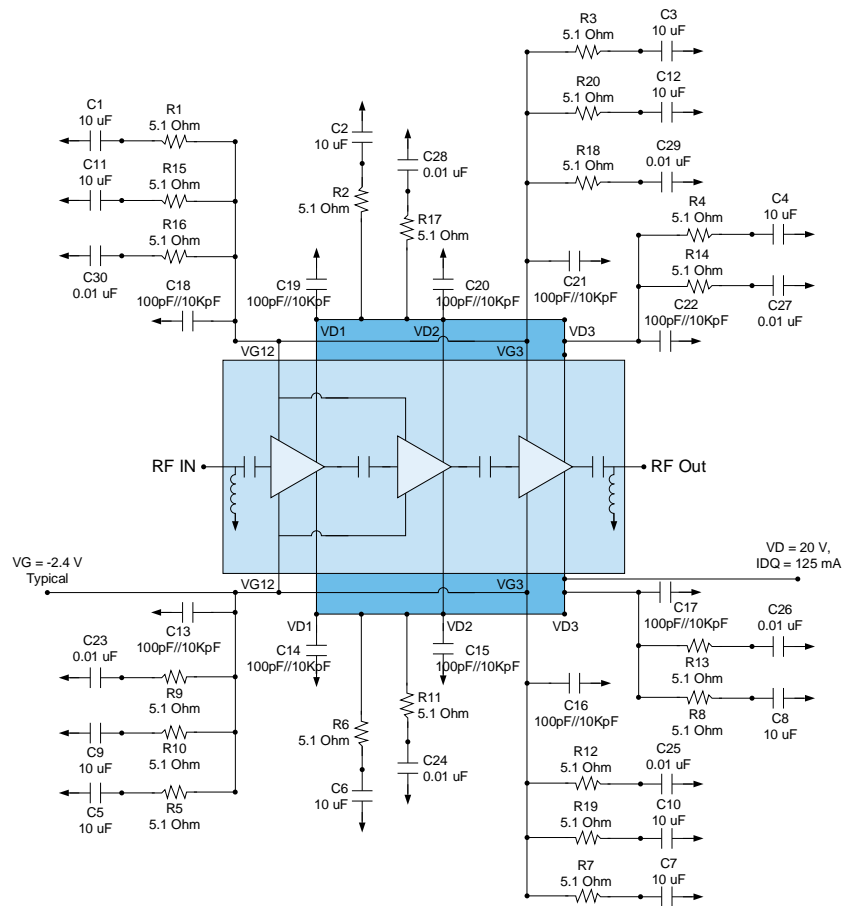 R3
5.1 Ohm
C3
10 uF
R20
5.1 Ohm
C12
10 uF
R18
5.1 Ohm
C29
0.01 uF
C1
10 uF
R1
5.1 Ohm
C11
10 uF
R15
5.1 Ohm
R16
5.1 Ohm
C30
0.01 uF
C18
100pF//10KpF
C2
10 uF
R2
5.1 Ohm
C28
0.01 uF
R17
5.1 Ohm
C19
100pF//10KpF
C20
100pF//10KpF
C21
100pF//10KpF
R4
5.1 Ohm
C4
10 uF
R14
5.1 Ohm
C27
0.01 uF
C22
100pF//10KpF
VD1
VD2
VD3
VG12
VG3
RF IN
RF Out
VG = -2.4 V
Typical
VD = 20 V,
IDQ = 125 mA
VG12
VG3
VD1
VD2
VD3
C13
100pF//10KpF
C23
0.01 uF
R9
5.1 Ohm
C9
10 uF
R10
5.1 Ohm
C5
10 uF
R5
5.1 Ohm
C14
100pF//10KpF
C15
100pF//10KpF
R6
5.1 Ohm
C6
10 uF
R11
5.1 Ohm
C24
0.01 uF
C16
100pF//10KpF
C17
100pF//10KpF
C26
0.01 uF
R13
5.1 Ohm
R8
5.1 Ohm
C8
10 uF
R12
5.1 Ohm
C25
0.01 uF
R19
5.1 Ohm
C10
10 uF
R7
5.1 Ohm
C7
10 uF